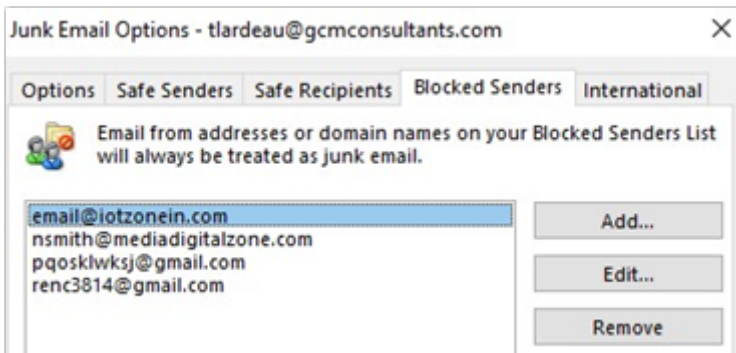 Junk Email Options - tlardeau@gcmconsultants.com
Options Safe Senders Safe Recipients Blocked Senders International
Email from addresses or domain names on your Blocked Senders List
will always be treated as junk email.
email@iotzonein.com
Add...
nsmith@mediadigitalzone.com
pqosklwksj@gmail.com
Edit...
renc3814@gmail.com
Remove